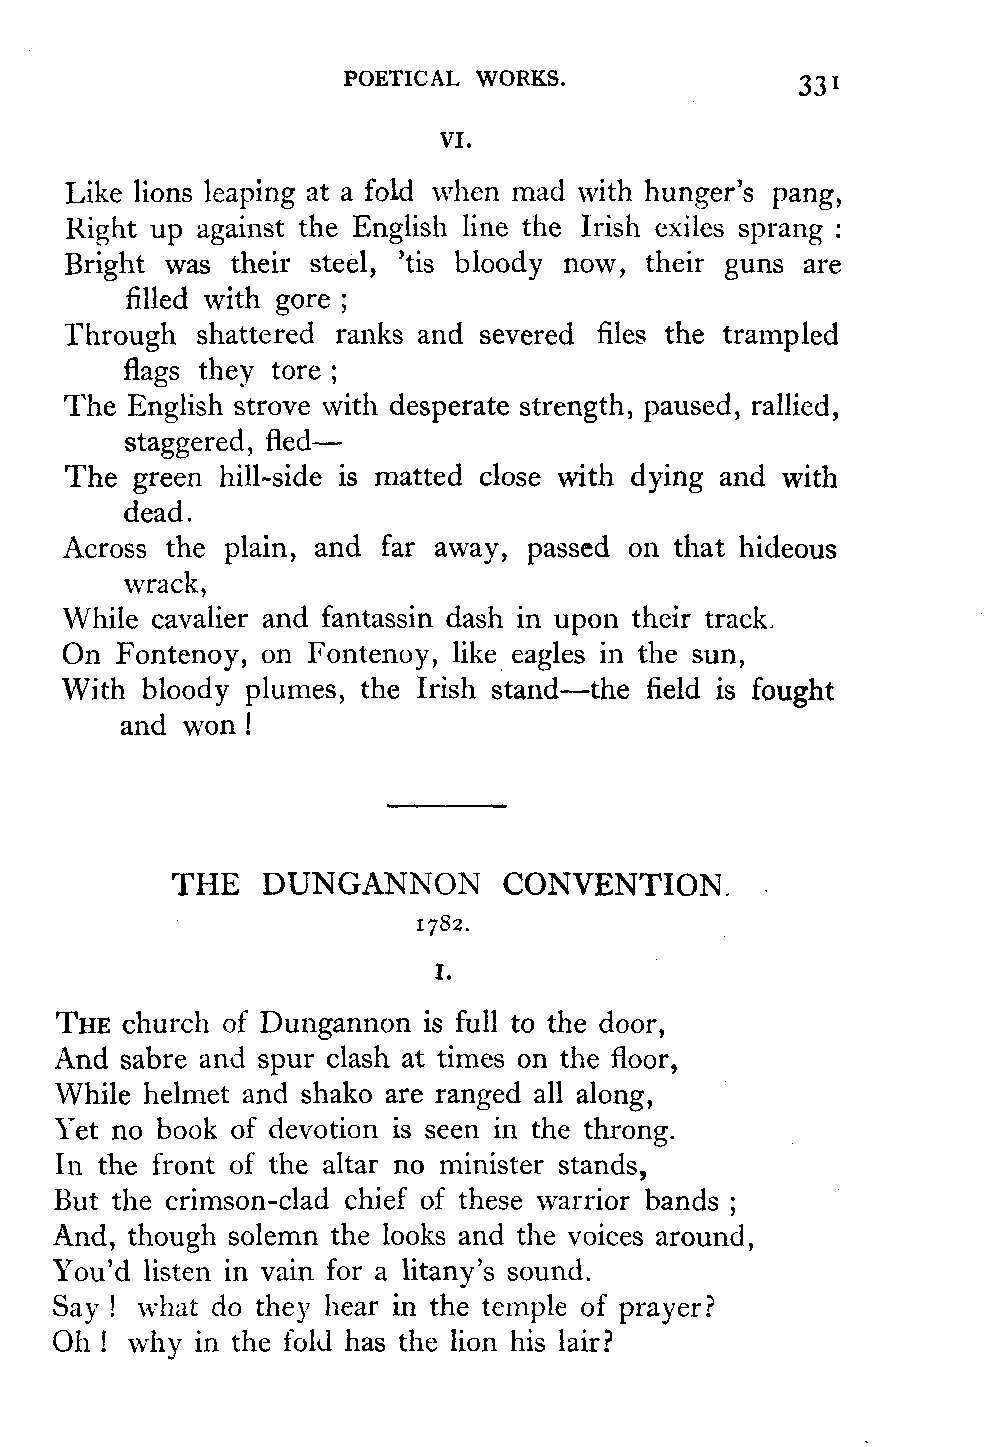 POETICAL WORKS. 331
VI.
Like lions leaping at a fold when mad with hunger's pang,
Right up against the English line the Irish exiles sprang :
Bright was their steel, 'tis bloody now, their guns are
filled with gore ;
Through shattered ranks and severed files the trampled
flags they tore ;
The English strove with desperate strength, paused, rallied,
staggered, fled—
The green hill-side is matted close with dying and with
dead.
Across the plain, and far away, passed on that hideous
wrack,
While cavalier and fantassin dash in upon their track.
On Fontenoy, on Fontenoy, like eagles in the sun,
With bloody plumes, the Irish stand—the field is fought
and won !
THE DUNGANNON CONVENTION.
1782.
I.
THE church of Dungannon is full to the door,
And sabre and spur clash at times on the floor,
While helmet and shako are ranged all along,
Yet no book of devotion is seen in the throng.
In the front of the altar no minister stands,
But the crimson-clad chief of these warrior bands ;
And, though solemn the looks and the voices around,
You'd listen in vain for a litany's sound.
Say ! what do they hear in the temple of prayer?
Oh ! why in the fold has the lion his lair?